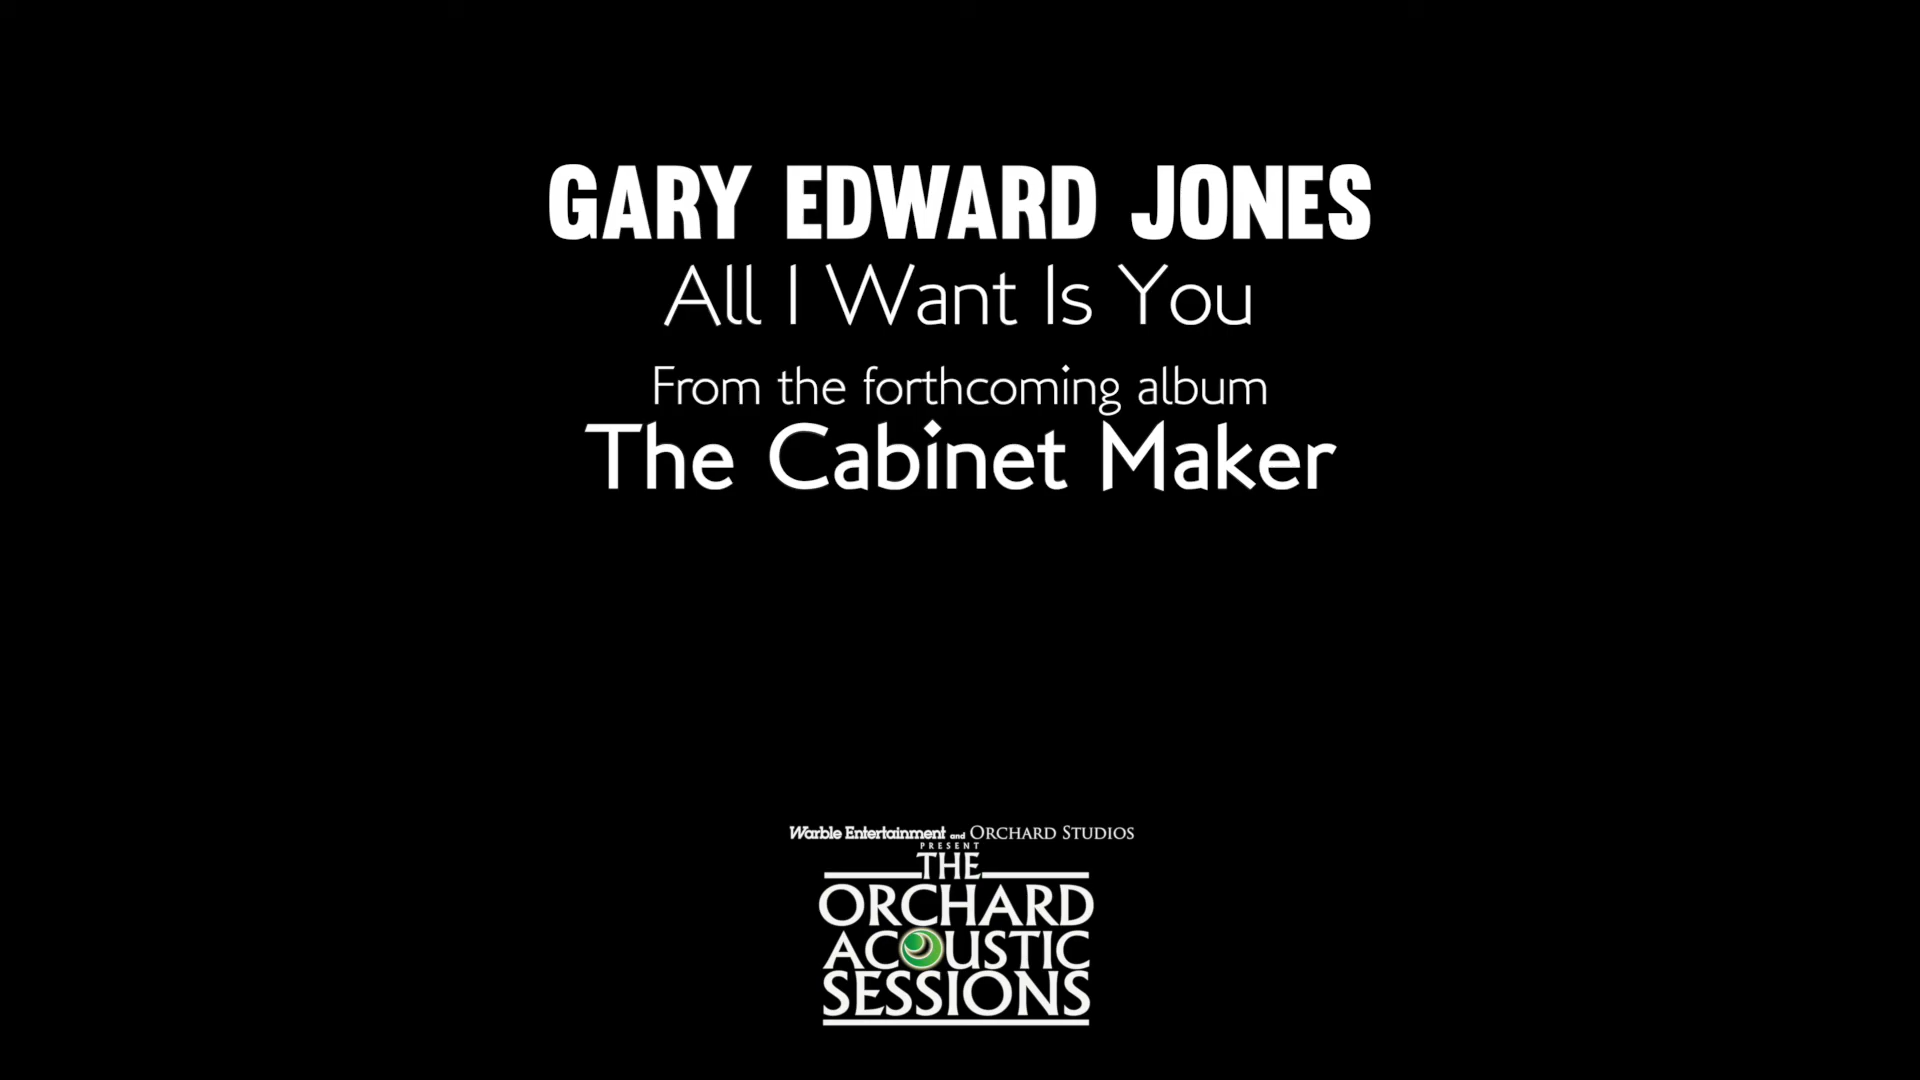 GARY EDWARD JONES
All I Want Is You
From the forthcoming album
The Cabinet Maker
Warble Entertainment and ORCHARD STUDIOS
PRESENT
THE
ORCHARD
ACOUSTIC
SESSIONS